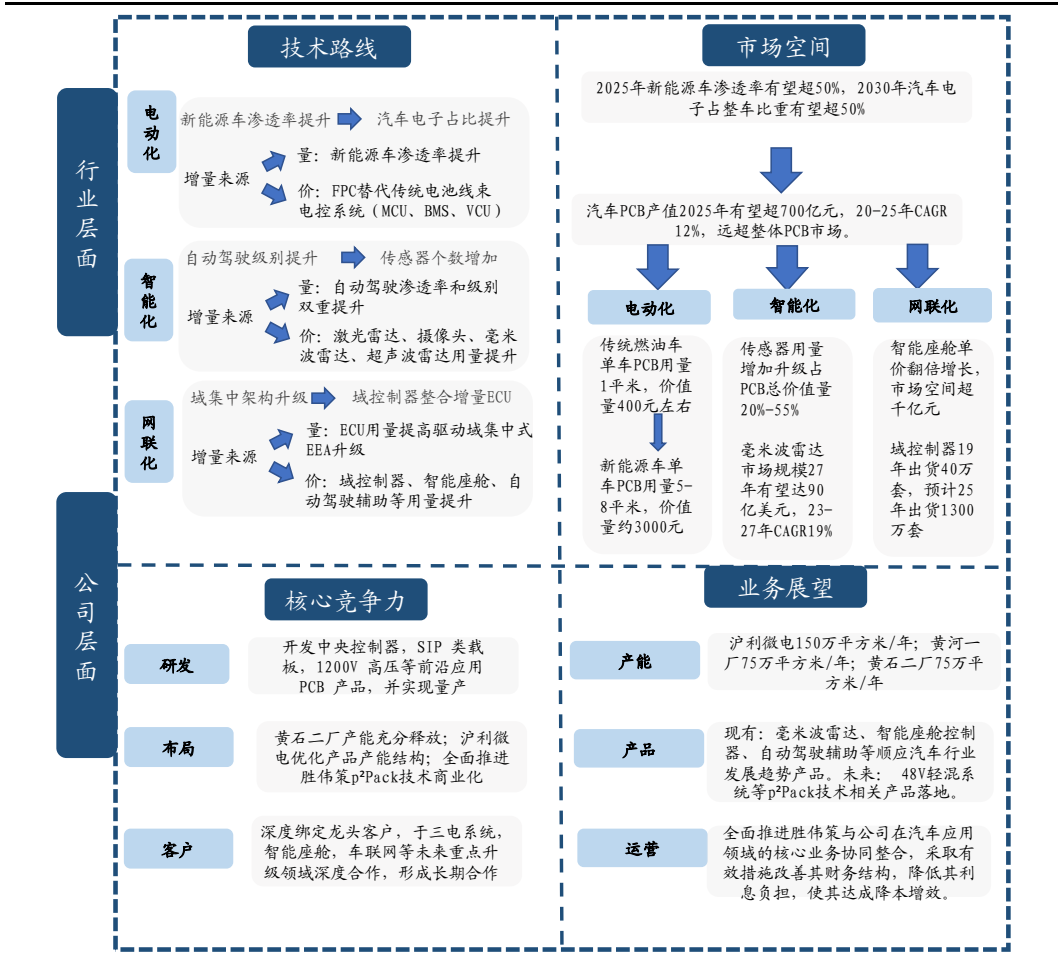 行业层面
技术路线
电动化
新能源车渗透率提升
汽车电子占比提升
增量来源
量: 新能源车渗透率提升
价: FPC替代传统电池线束
电控系统（MCU、BMS、VCU）
智能化
自动驾驶级别提升
传感器个数增加
增量来源
量: 自动驾驶渗透率和级别
双重提升
价: 激光雷达、摄像头、毫米
波雷达、超声波雷达用量提升
网联化
域集中架构升级
域控制器整合增量ECU
增量来源
量: ECU用量提高驱动域集中式
EEA升级
价: 域控制器、智能座舱、自
动驾驶辅助等用量提升
市场空间
2025年新能源车渗透率有望超50%, 2030年汽车电
子占整车比重有望超50%
汽车PCB产值2025年有望超700亿元, 20-25年CAGR
12%, 远超整体PCB市场。
电动化
传统燃油车
单车PCB用量
1平米, 价值
量400元左右
新能源车单
车PCB用量5-
8平米, 价值
量约3000元
智能化
传感器用量
增加升级占
PCB总价值量
20%-55%
毫米波雷达
市场规模27
年有望达90
亿美元, 23-
27年CAGR19%
网联化
智能座舱单
价翻倍增长,
市场空间超
千亿元
域控制器19
年出货40万
套, 预计25
年出货1300
万套
公司层面
核心竞争力
研发
开发中央控制器, SIP 类载
板, 1200V 高压等前沿应用
PCB 产品, 并实现量产
布局
黄石二厂产能充分释放; 沪利微
电优化产品产能结构; 全面推进
胜伟策p²Pack技术商业化
客户
深度绑定龙头客户, 于三电系统,
智能座舱, 车联网等未来重点升
级领域深度合作, 形成长期合作
业务展望
产能
沪利微电150万平方米/年; 黄河一
厂75万平方米/年; 黄石二厂75万平
方米/年
产品
现有: 毫米波雷达、智能座舱控制
器、自动驾驶辅助等顺应汽车行业
发展趋势产品。未来: 48V轻混系
统等p²Pack技术相关产品落地。
运营
全面推进胜伟策与公司在汽车应用
领域的核心业务协同整合, 采取有
效措施改善其财务结构, 降低其利
息负担, 使其达成降本增效。